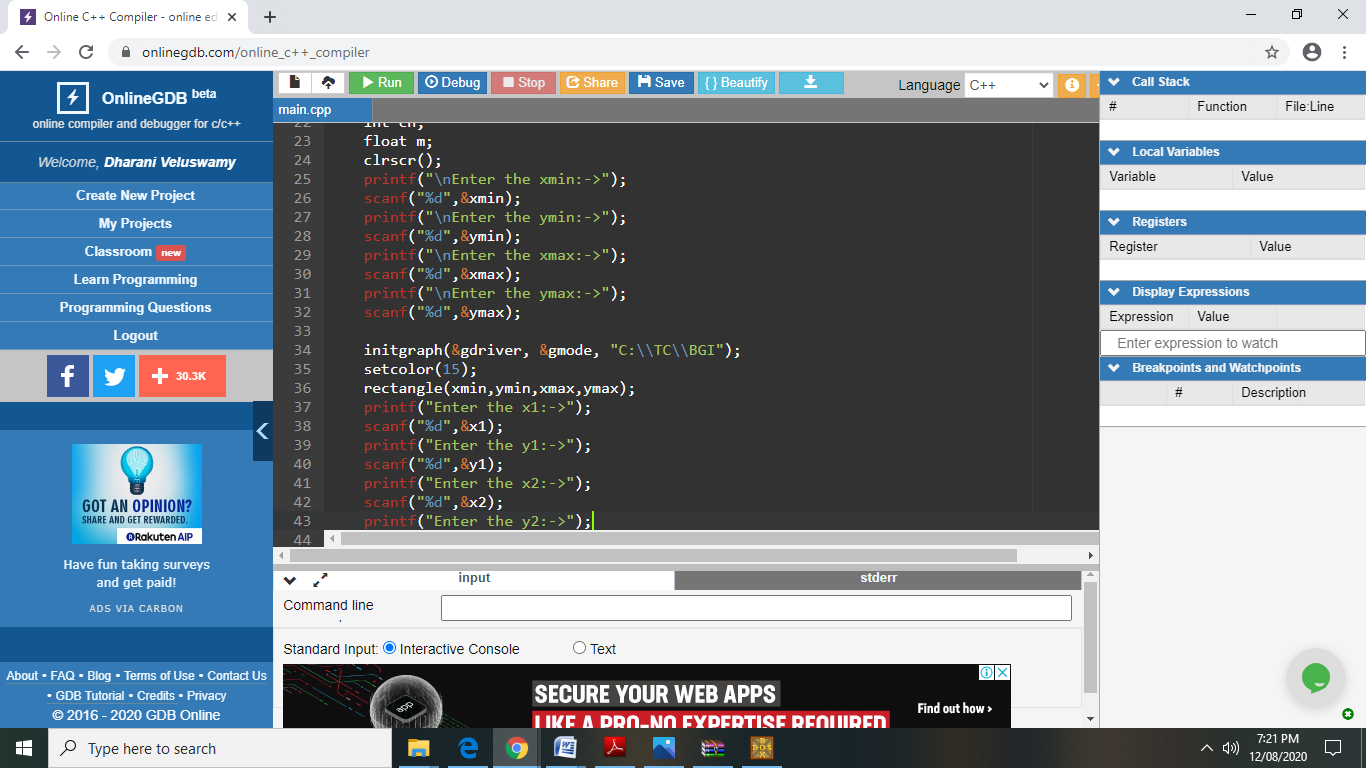 Online C++ Compiler - online ed
onlinegdb.com/online_c++_compiler
OnlineGDB beta
online compiler and debugger for c/c++
Welcome, Dharani Veluswamy
Create New Project
My Projects
Classroom new
Learn Programming
Programming Questions
Logout
f
+ 30.3K
GOT AN OPINION?
SHARE AND GET REWARDED.
Rakuten AIP
Have fun taking surveys
and get paid!
ADS VIA CARBON
About • FAQ • Blog • Terms of Use • Contact Us
• GDB Tutorial • Credits • Privacy
© 2016 - 2020 GDB Online
Run Debug Stop Share Save { } Beautify Language C++
main.cpp
22 int ch;
23 float m;
24 clrscr();
25 printf("\nEnter the xmin:->");
26 scanf("%d",&xmin);
27 printf("\nEnter the ymin:->");
28 scanf("%d",&ymin);
29 printf("\nEnter the xmax:->");
30 scanf("%d",&xmax);
31 printf("\nEnter the ymax:->");
32 scanf("%d",&ymax);
33
34 initgraph(&gdriver, &gmode, "C:\\TC\\BGI");
35 setcolor(15);
36 rectangle(xmin,ymin,xmax,ymax);
37 printf("Enter the x1:->");
38 scanf("%d",&x1);
39 printf("Enter the y1:->");
40 scanf("%d",&y1);
41 printf("Enter the x2:->");
42 scanf("%d",&x2);
43 printf("Enter the y2:->");
44
input stderr
Command line
Standard Input: Interactive Console Text
app
SECURE YOUR WEB APPS
LIKE A PRO-NO EXPERTISE REQUIRED
Find out how ›
Call Stack
# Function File:Line
Local Variables
Variable Value
Registers
Register Value
Display Expressions
Expression Value
Enter expression to watch
Breakpoints and Watchpoints
# Description
Type here to search
DOS
7:21 PM
12/08/2020